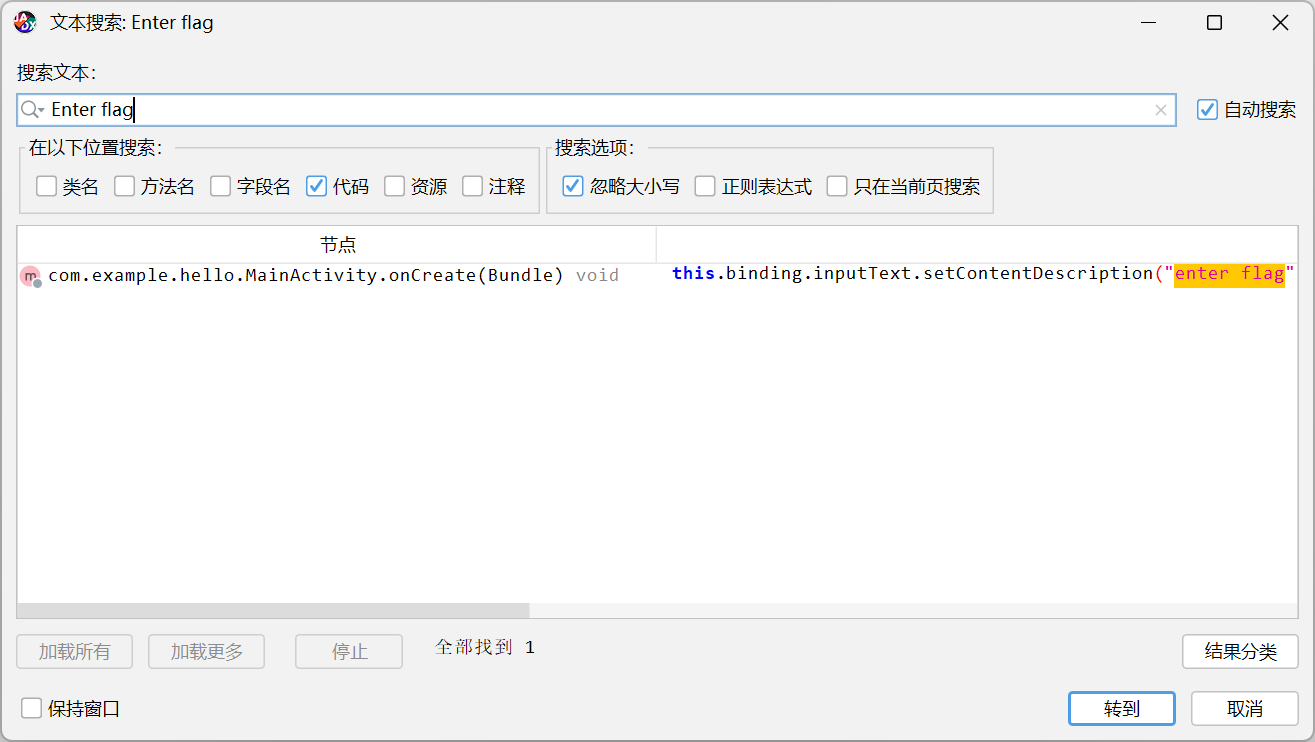 文本搜索: Enter flag
搜索文本:
Enter flag
自动搜索
在以下位置搜索:
类名 方法名 字段名 代码 资源 注释
搜索选项:
忽略大小写 正则表达式 只在当前页搜索
节点
m com.example.hello.MainActivity.onCreate(Bundle) void this.binding.inputText.setContentDescription("enter flag"
加载所有 加载更多 停止 全部找到 1 结果分类
保持窗口 转到 取消